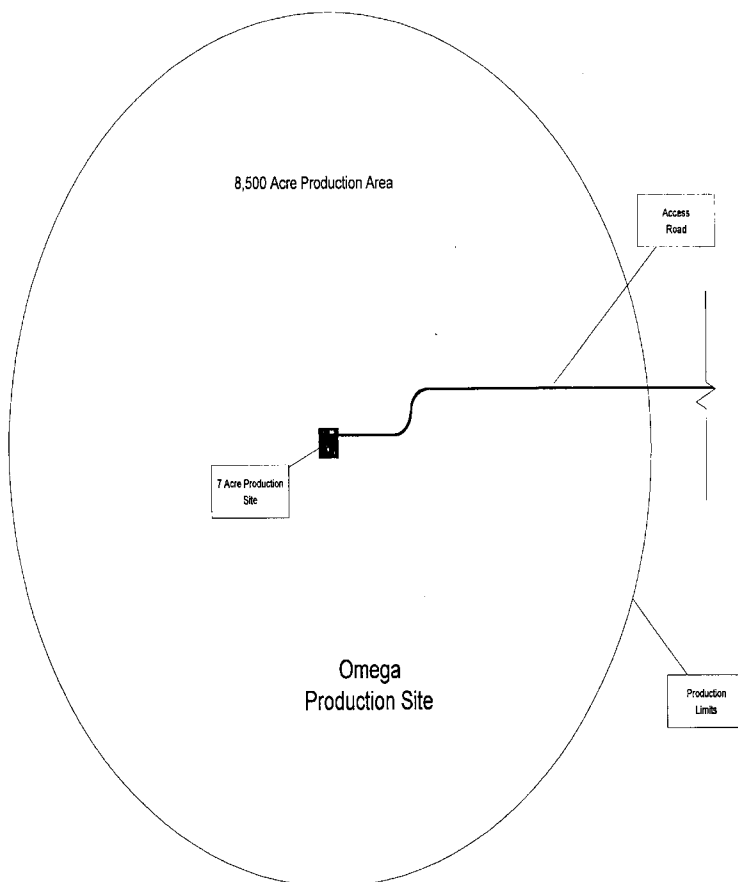 8,500 Acre Production Area
Access
Road
7 Acre Production
Site
Omega
Production Site
Production
Limits